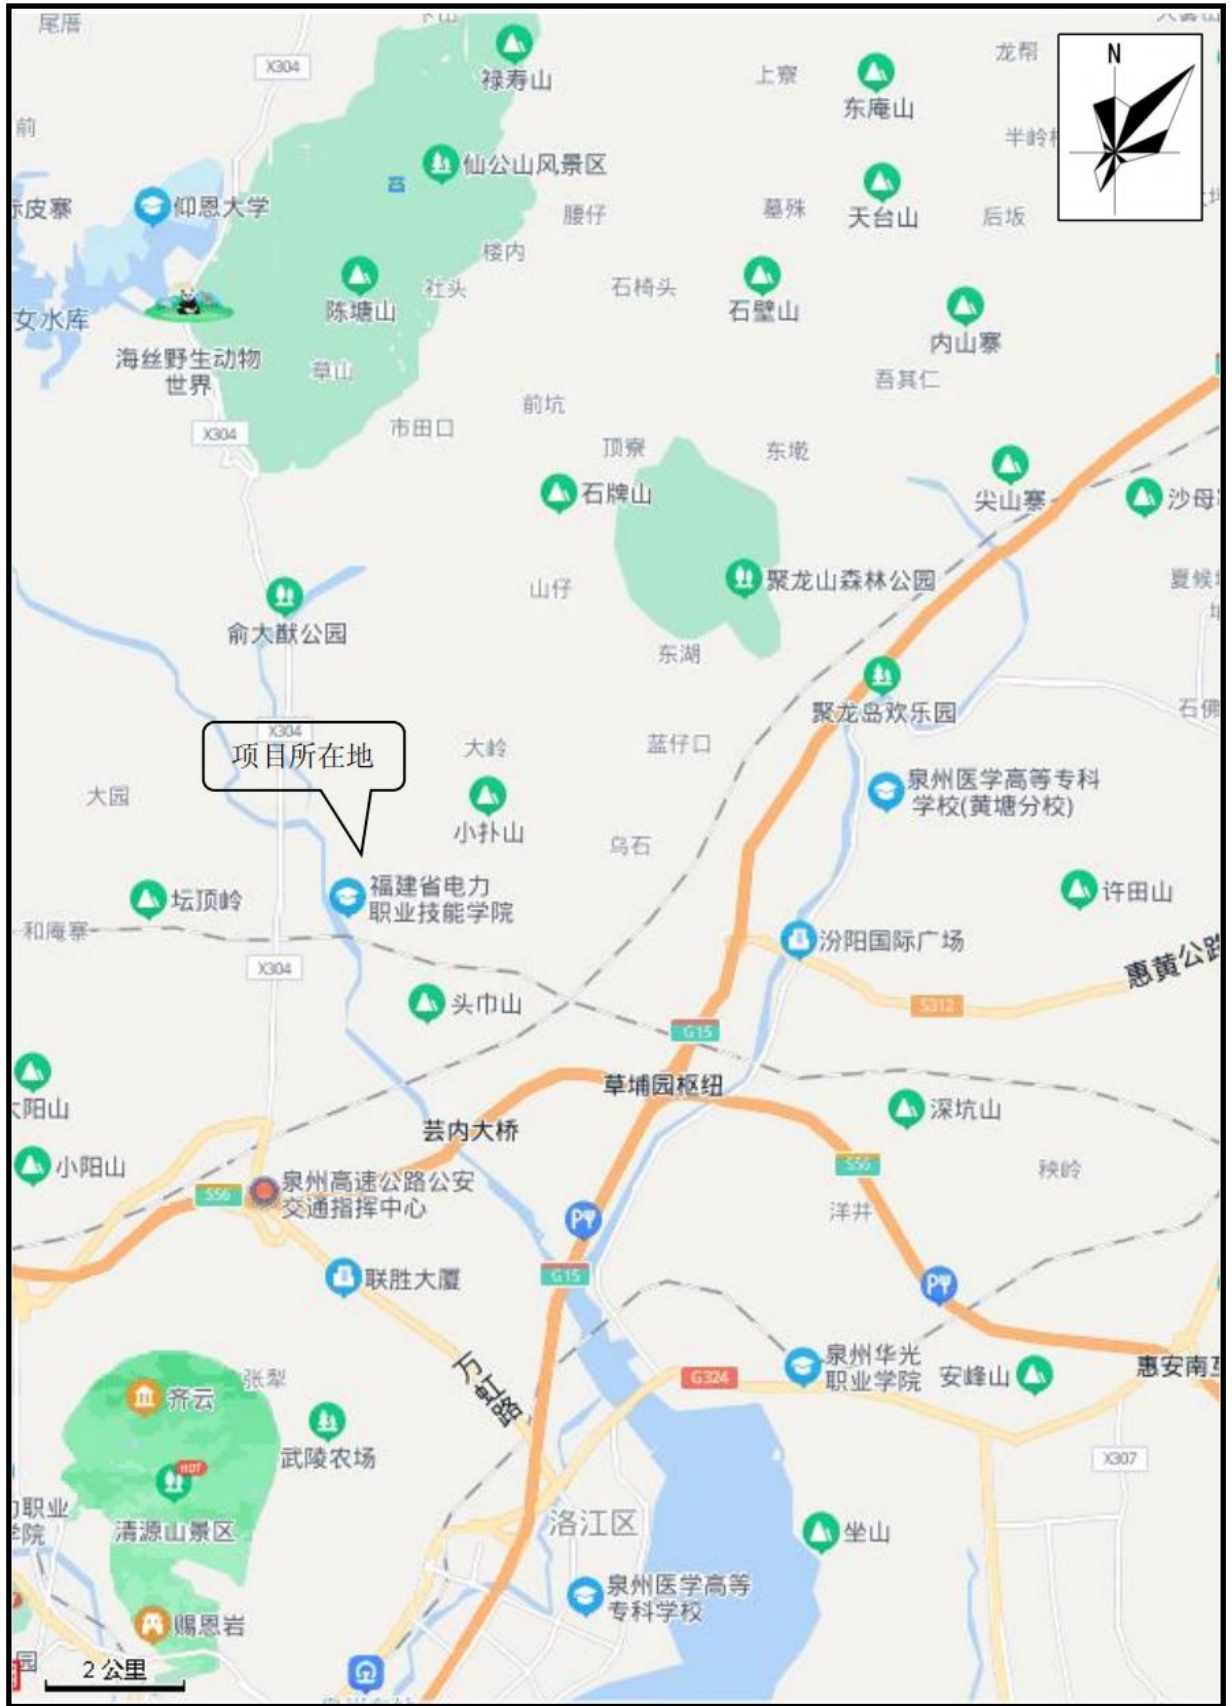 尾厝
X304
禄寿山
上寮
东庵山
龙帮
N
前
仙公山风景区
半岭
仰恩大学
皮寨
腰仔
墓殊
天台山
后坂
楼内
陈塘山
社头
石椅头
石壁山
内山寨
女水库
海丝野生动物
世界
草山
吾其仁
前坑
X304
市田口
顶寮
东墘
石牌山
尖山寨
沙母
聚龙山森林公园
夏候
山仔
俞大猷公园
东湖
聚龙岛欢乐园
石佛
X304
项目所在地
大岭
蓝仔口
大园
小扑山
泉州医学高等专科
学校(黄塘分校)
乌石
坛顶岭
福建省电力
职业技能学院
许田山
和庵寨
汾阳国际广场
惠黄公路
X304
头巾山
S312
G15
草埔园枢纽
阳山
深坑山
芸内大桥
小阳山
S56
秧岭
泉州高速公路公安
交通指挥中心
S56
洋井
联胜大厦
G15
万虹路
泉州华光
职业学院
安峰山
惠安南互
G324
张犁
齐云
武陵农场
X307
HOT
职业
学院
清源山景区
洛江区
坐山
泉州医学高等
专科学校
赐恩岩
园
2 公里